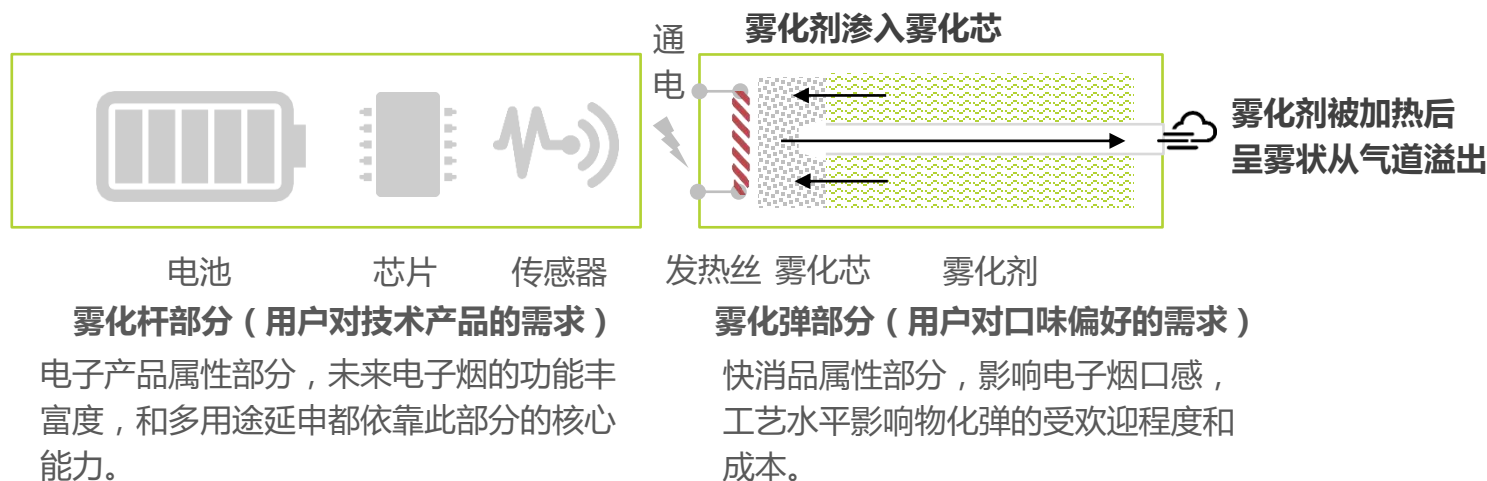 通电
雾化剂渗入雾化芯
雾化剂被加热后
呈雾状从气道溢出
电池
芯片
传感器
发热丝
雾化芯
雾化剂
雾化杆部分（用户对技术产品的需求）
电子产品属性部分，未来电子烟的功能丰
富度，和多用途延申都依靠此部分的核心
能力。
雾化弹部分（用户对口味偏好的需求）
快消品属性部分，影响电子烟口感，
工艺水平影响物化弹的受欢迎程度和
成本。